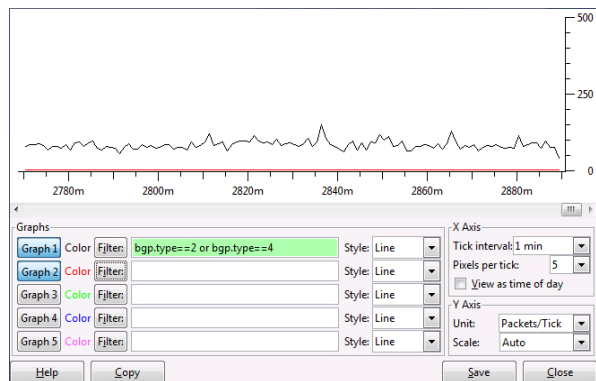 500
250
0
2780m 2800m 2820m 2840m 2860m 2880m
Graphs
Graph 1 Color Filter: bgp.type==2 or bgp.type==4 Style: Line
Graph 2 Color Filter: Style: Line
Graph 3 Color Filter: Style: Line
Graph 4 Color Filter: Style: Line
Graph 5 Color Filter: Style: Line
X Axis
Tick interval: 1 min
Pixels per tick: 5
View as time of day
Y Axis
Unit: Packets/Tick
Scale: Auto
Help Copy Save Close